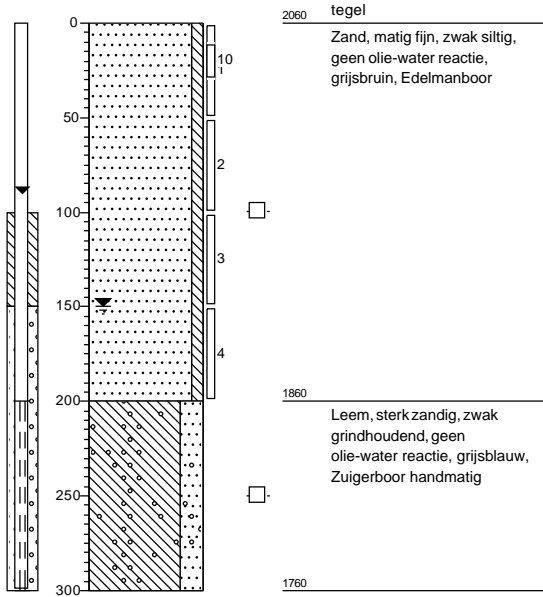 0
50
100
150
200
250
300
10
1
2
3
4
2060
tegel
Zand, matig fijn, zwak siltig,
geen olie-water reactie,
grijsbruin, Edelmanboor
1860
Leem, sterk zandig, zwak
grindhoudend, geen
olie-water reactie, grijsblauw,
Zuigerboor handmatig
1760